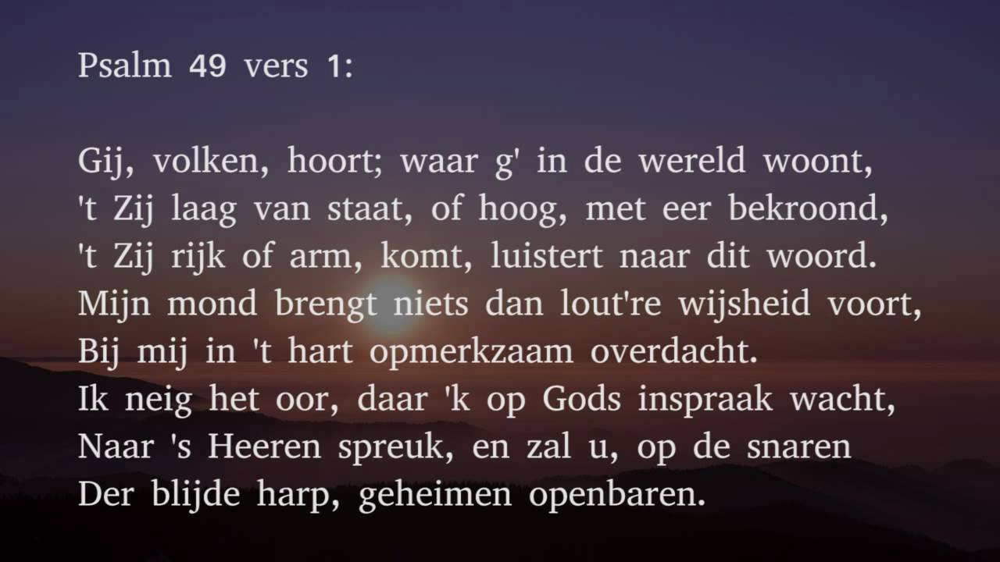 Psalm 49 vers 1:
Gij, volken, hoort; waar g' in de wereld woont,
't Zij laag van staat, of hoog, met eer bekroond,
't Zij rijk of arm, komt, luistert naar dit woord.
Mijn mond brengt niets dan lout're wijsheid voort,
Bij mij in 't hart opmerkzaam overdacht.
Ik neig het oor, daar 'k op Gods inspraak wacht,
Naar 's Heeren spreuk, en zal u, op de snaren
Der blijde harp, geheimen openbaren.